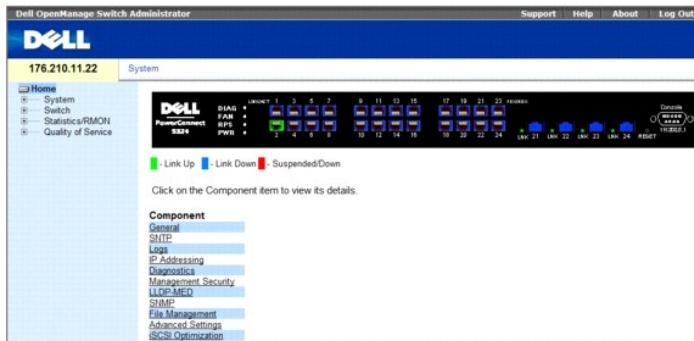 Dell OpenManage Switch Administrator Support Help About Log Out
DELL
176.210.11.22 System
Home
System
Switch
Statistics/RMON
Quality of Service
DELL
PowerConnect
5324
DIAG
FAN
RPS
PWR
1 3 5 7 9 11 13 15 17 19 21 23
2 4 6 8 10 12 14 16 18 20 22 24
Console
LNK 21 LNK 22 LNK 23 LNK 24 RESET
- Link Up - Link Down - Suspended/Down
Click on the Component item to view its details.
Component
General
SNTP
Logs
IP Addressing
Diagnostics
Management Security
LLDP-MED
SNMP
File Management
Advanced Settings
iSCSI Optimization